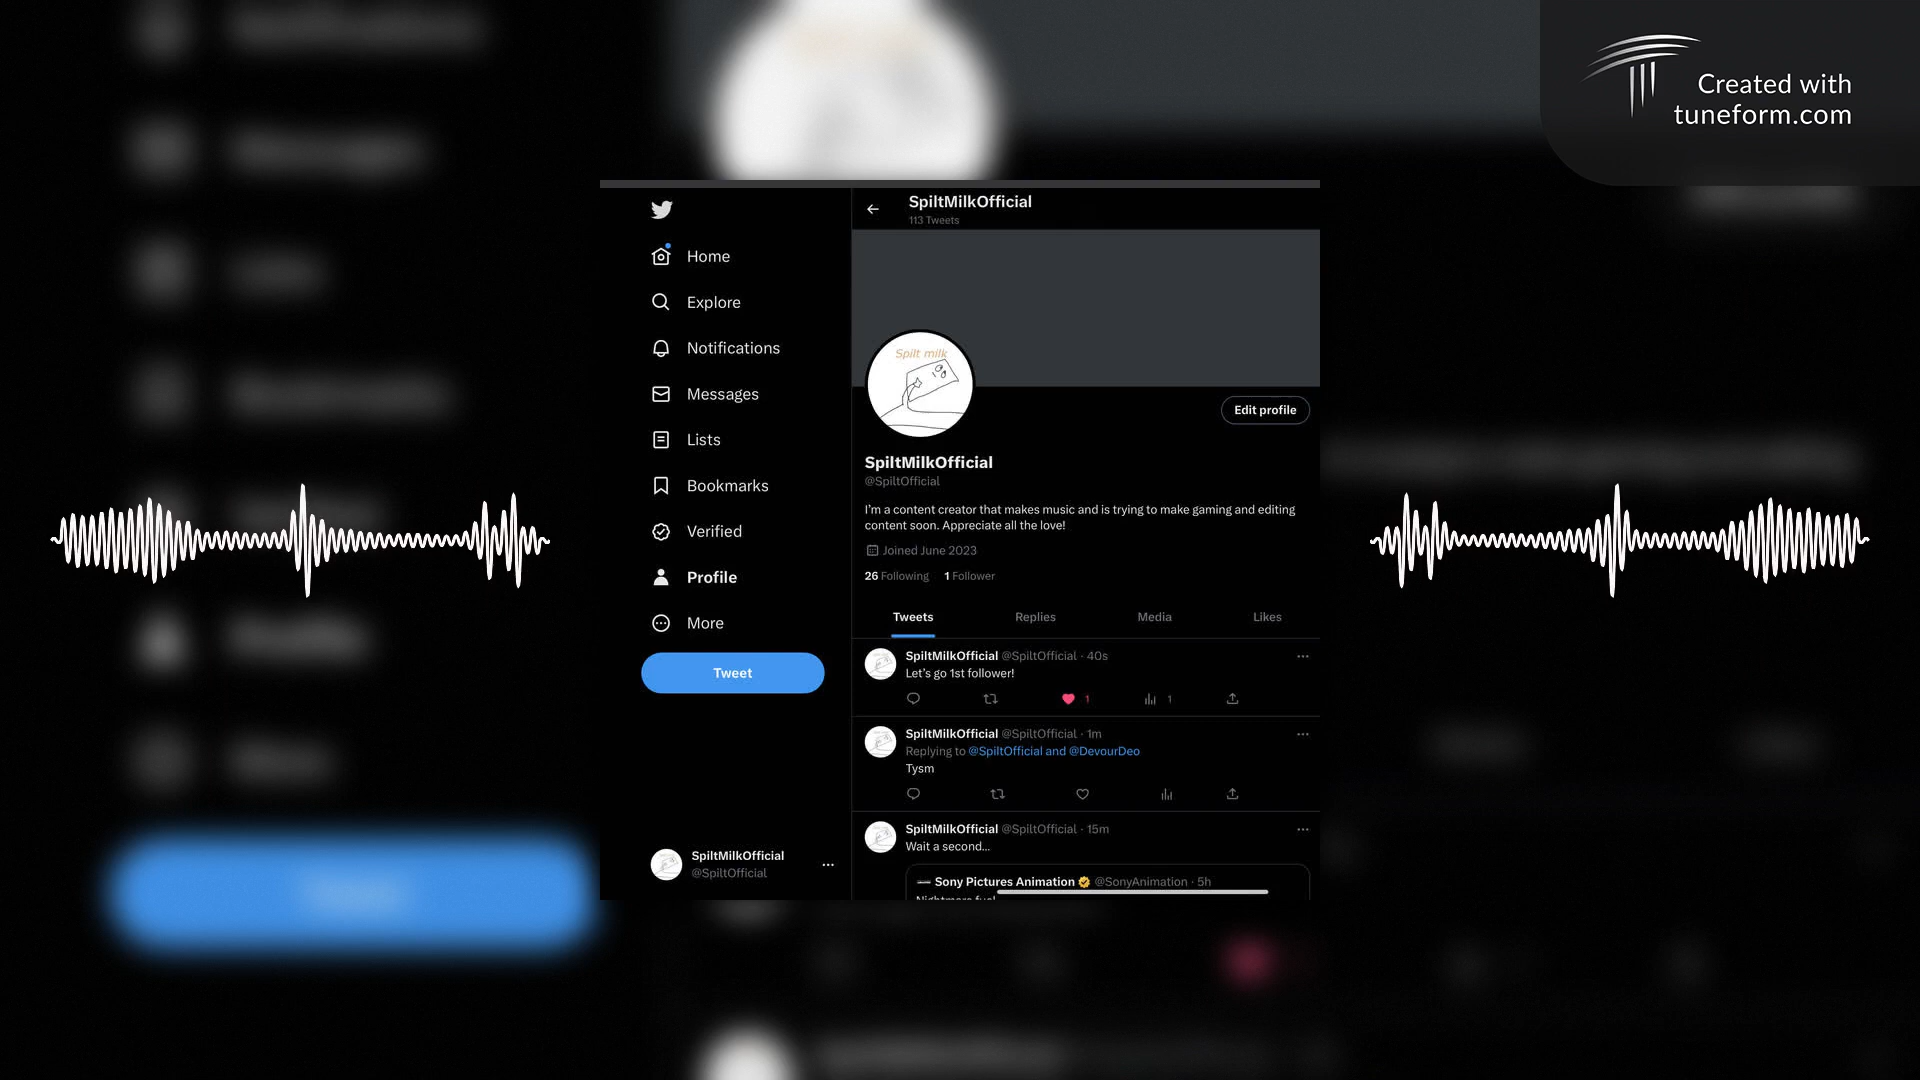 Created with
tuneform.com
SpiltMilkOfficial
113 Tweets
Home
Explore
Notifications
Messages
Lists
Bookmarks
Verified
Profile
More
Tweet
SpiltMilkOfficial
@SpiltOfficial
Spilt milk
Edit profile
SpiltMilkOfficial
@SpiltOfficial
I'm a content creator that makes music and is trying to make gaming and editing
content soon. Appreciate all the love!
Joined June 2023
26 Following 1 Follower
Tweets Replies Media Likes
SpiltMilkOfficial @SpiltOfficial · 40s
Let's go 1st follower!
1 1
SpiltMilkOfficial @SpiltOfficial · 1m
Replying to @SpiltOfficial and @DevourDeo
Tysm
SpiltMilkOfficial @SpiltOfficial · 15m
Wait a second...
Sony Pictures Animation @SonyAnimation · 5h
Nightmare fuel